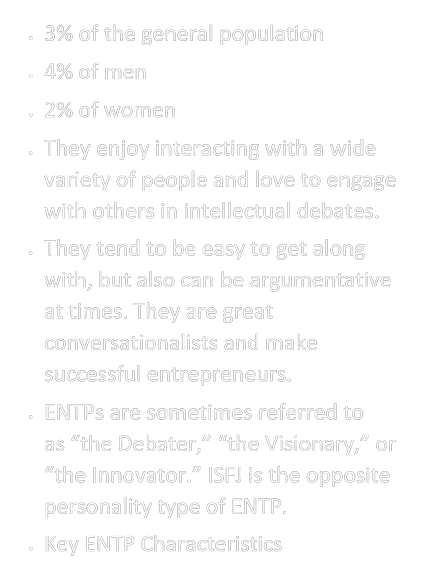 3% of the general population
4% of men
2% of women
They enjoy interacting with a wide
variety of people and love to engage
with others in intellectual debates.
They tend to be easy to get along
with, but also can be argumentative
at times. They are great
conversationalists and make
successful entrepreneurs.
ENTPs are sometimes referred to
as “the Debater,” “the Visionary,” or
“the Innovator.” ISFJ is the opposite
personality type of ENTP.
Key ENTP Characteristics